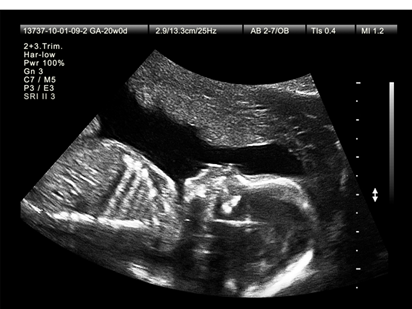 13737-10-01-09-2 GA-20w0d 2.9/13.3cm/25Hz AB 2-7/OB TIs 0.4 MI 1.2
2+3.Trim.
Har-low
Pwr 100%
Gn 3
C7 / M5
P3 / E3
SRI II 3